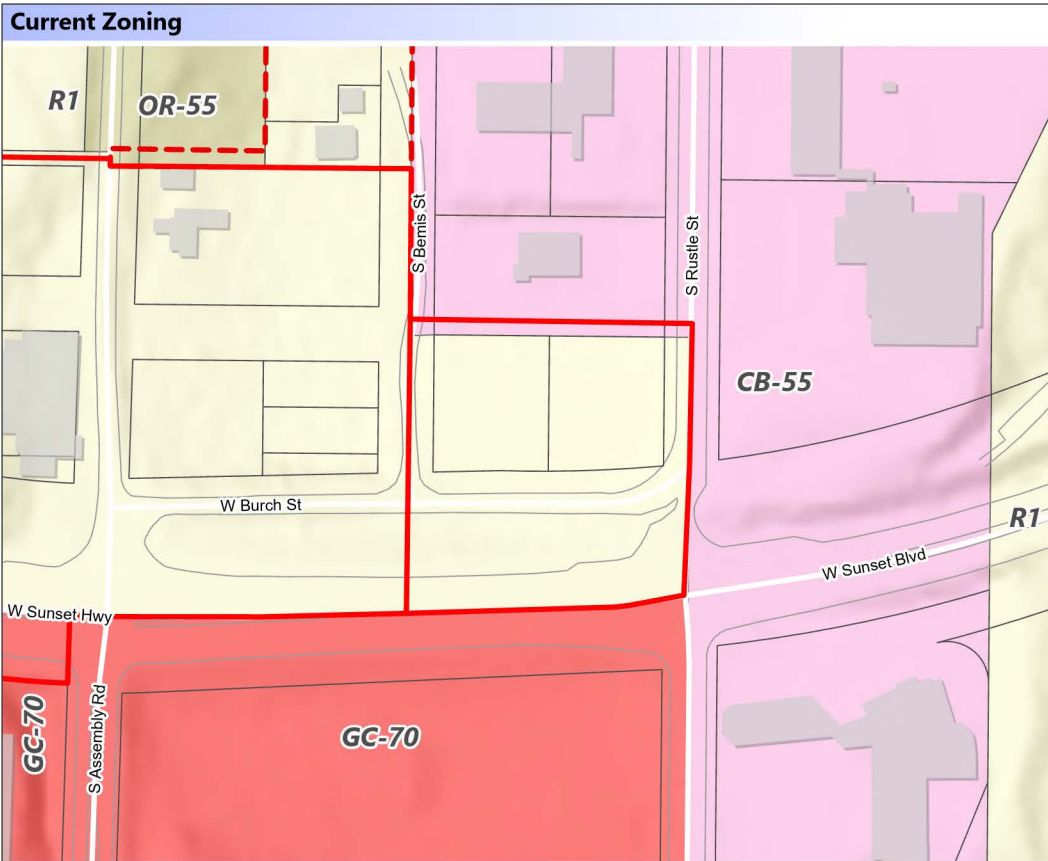 Current Zoning
R1
OR-55
S Bemis St
S Rustle St
CB-55
W Burch St
R1
W Sunset Blvd
W Sunset Hwy
S Assembly Rd
GC-70
GC-70